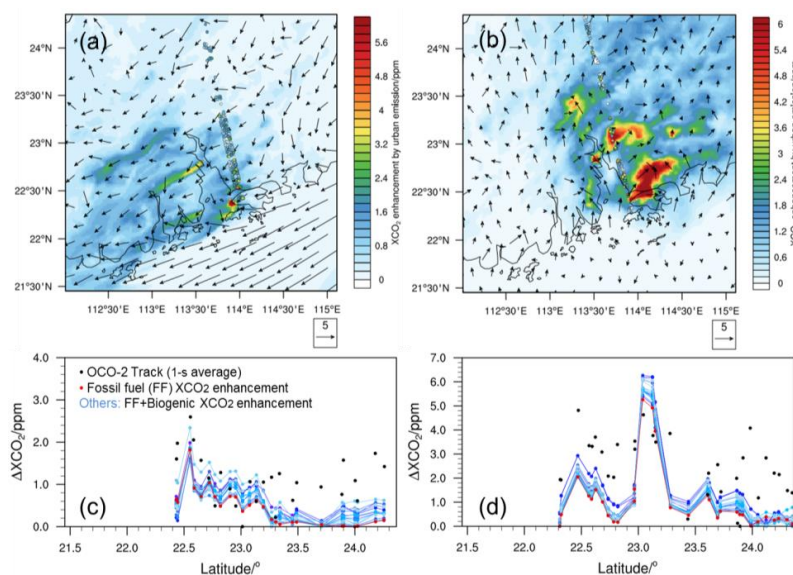 (a)
24°N
23°30'N
23°N
22°30'N
22°N
21°30'N
112°30'E 113°E 113°30'E 114°E 114°30'E 115°E
5
5.6
4.8
4
3.2
2.4
1.6
0.8
0
XCO₂ enhancement by urban emission/ppm
(b)
24°N
23°30'N
23°N
22°30'N
22°N
21°30'N
112°30'E 113°E 113°30'E 114°E 114°30'E 115°E
5
6
5.4
4.8
4.2
3.6
3
2.4
1.8
1.2
0.6
0
XCO₂ enhancement by urban emission/ppm
4.0
3.0
2.0
1.0
0.0
ΔXCO₂/ppm
• OCO-2 Track (1-s average)
• Fossil fuel (FF) XCO₂ enhancement
Others: FF+Biogenic XCO₂ enhancement
(c)
21.5 22.0 22.5 23.0 23.5 24.0
Latitude/°
7.0
6.0
5.0
4.0
3.0
2.0
1.0
0.0
ΔXCO₂/ppm
(d)
21.5 22.0 22.5 23.0 23.5 24.0
Latitude/°